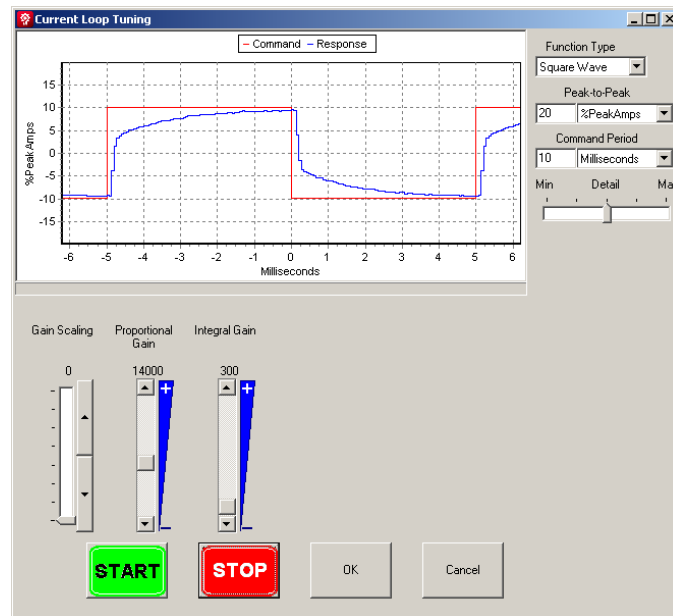 Current Loop Tuning
Command Response
%Peak Amps
15
10
5
0
-5
-10
-15
-6 -5 -4 -3 -2 -1 0 1 2 3 4 5 6
Milliseconds
Function Type
Square Wave
Peak-to-Peak
20 %PeakAmps
Command Period
10 Milliseconds
Min Detail Ma
Gain Scaling
0
Proportional
Gain
14000
Integral Gain
300
+ +
− −
START STOP OK Cancel